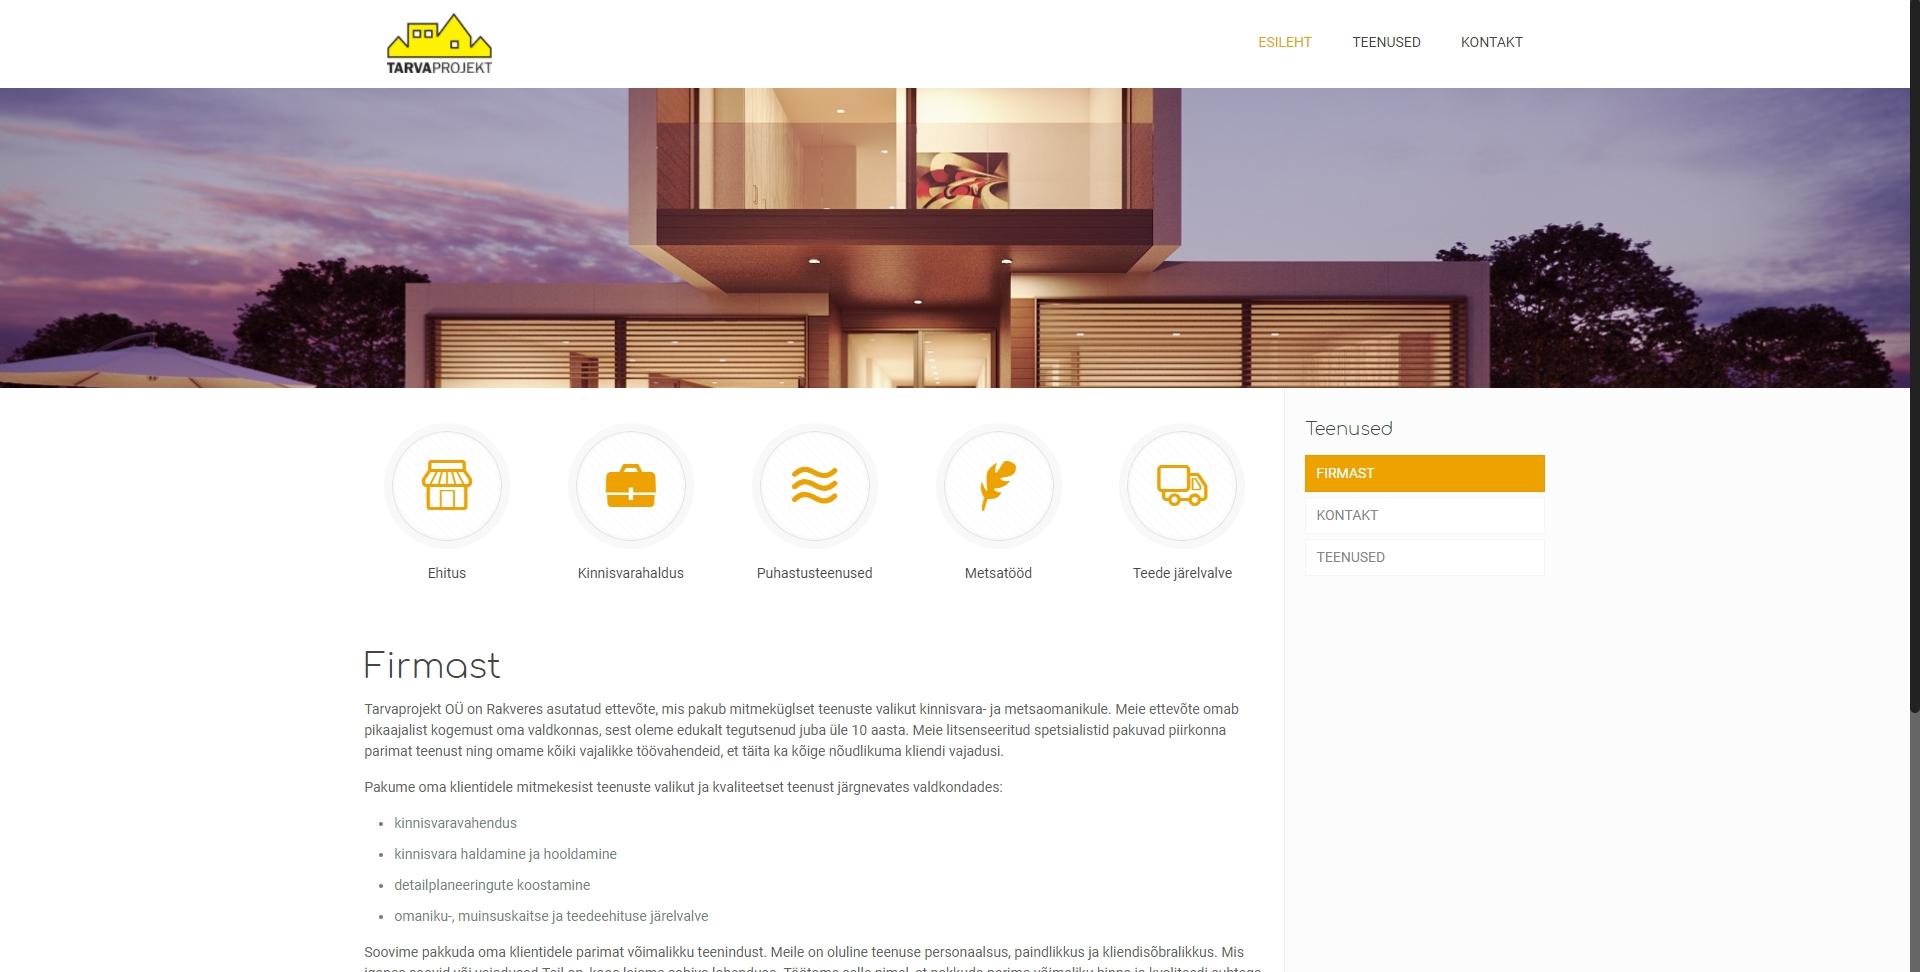 TARVAPROJEKT
ESILEHT
TEENUSED
KONTAKT
Ehitus
Kinnisvarahaldus
Puhastusteenused
Metsatööd
Teede järelvalve
Teenused
FIRMAST
KONTAKT
TEENUSED
Firmast
Tarvaprojekt OÜ on Rakveres asutatud ettevõte, mis pakub mitmeküglset teenuste valikut kinnisvara- ja metsaomanikule. Meie ettevõte omab
pikaajalist kogemust oma valdkonnas, sest oleme edukalt tegutsenud juba üle 10 aasta. Meie litsenseeritud spetsialistid pakuvad piirkonna
parimat teenust ning omame kõiki vajalikke töövahendeid, et täita ka kõige nõudlikuma kliendi vajadusi.
Pakume oma klientidele mitmekesist teenuste valikut ja kvaliteetset teenust järgnevates valdkondades:
kinnisvaravahendus
kinnisvara haldamine ja hooldamine
detailplaneeringute koostamine
omaniku-, muinsuskaitse ja teedeehituse järelvalve
Soovime pakkuda oma klientidele parimat võimalikku teenindust. Meile on oluline teenuse personaalsus, paindlikkus ja kliendisõbralikkus. Mis